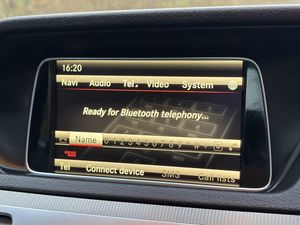 16:20
Navi Audio Tel Video System
Ready for Bluetooth telephony...
Name
Tel Connect device SMS Call lists